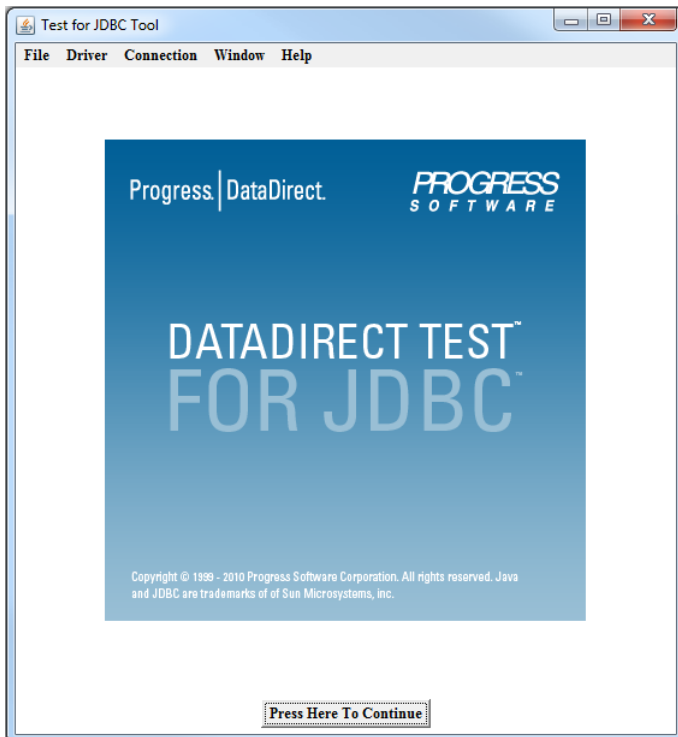 Test for JDBC Tool
File Driver Connection Window Help
Progress. | DataDirect.
PROGRESS
SOFTWARE
DATADIRECT TEST™
FOR JDBC™
Copyright © 1999 - 2010 Progress Software Corporation. All rights reserved. Java
and JDBC are trademarks of of Sun Microsystems, inc.
Press Here To Continue